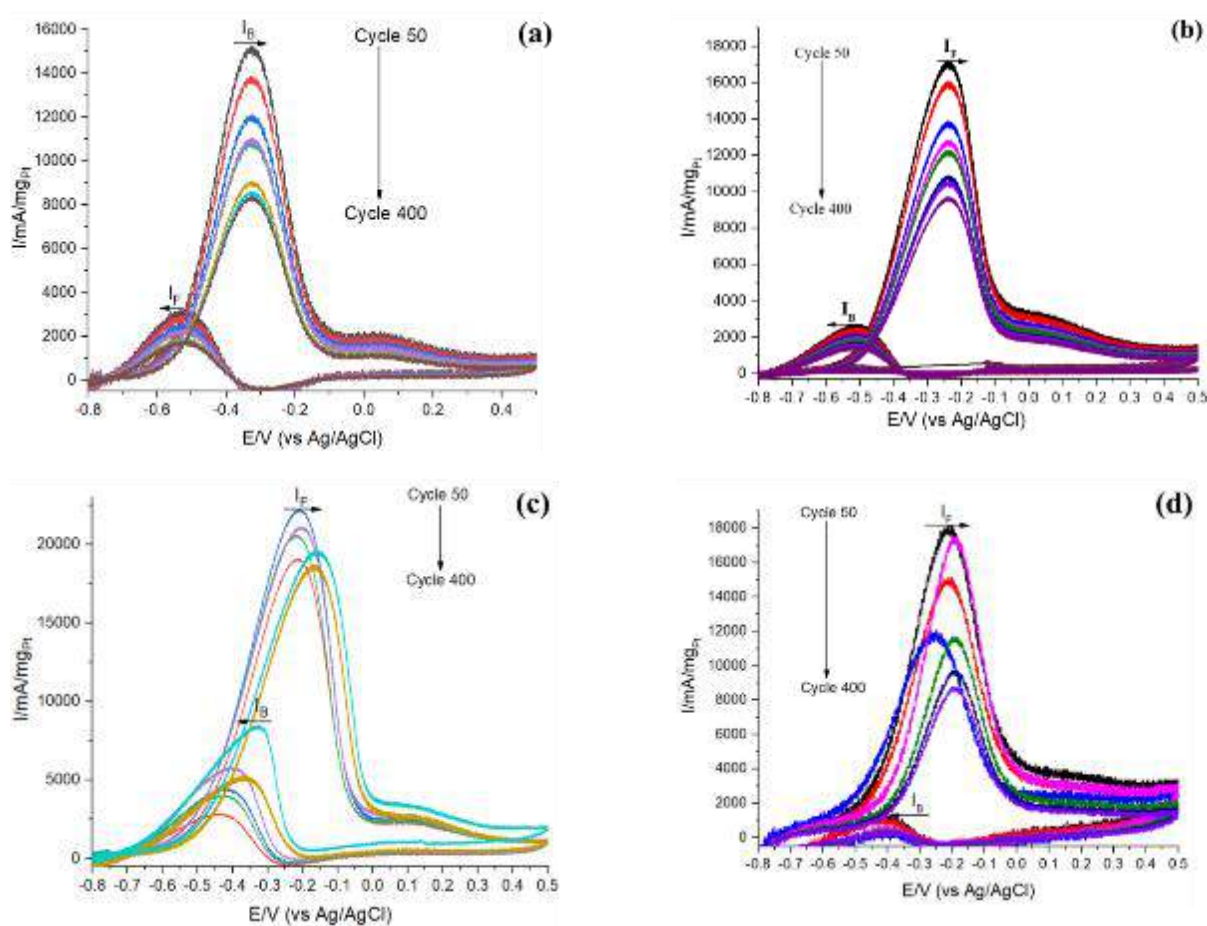 (a)
I_B
Cycle 50
Cycle 400
I_F
I/mA/mg_Pt
16000
14000
12000
10000
8000
6000
4000
2000
0
-0.8 -0.6 -0.4 -0.2 0.0 0.2 0.4
E/V (vs Ag/AgCl)
(b)
I_F
Cycle 50
Cycle 400
I_B
I/mA/mg_Pt
18000
16000
14000
12000
10000
8000
6000
4000
2000
0
-0.8 -0.7 -0.6 -0.5 -0.4 -0.3 -0.2 -0.1 0.0 0.1 0.2 0.3 0.4 0.5
E/V (vs Ag/AgCl)
(c)
I_F
Cycle 50
Cycle 400
I_B
I/mA/mg_Pt
20000
15000
10000
5000
0
-0.8 -0.7 -0.6 -0.5 -0.4 -0.3 -0.2 -0.1 0.0 0.1 0.2 0.3 0.4 0.5
E/V (vs Ag/AgCl)
(d)
I_F
Cycle 50
Cycle 400
I_B
I/mA/mg_Pt
18000
16000
14000
12000
10000
8000
6000
4000
2000
0
-0.8 -0.7 -0.6 -0.5 -0.4 -0.3 -0.2 -0.1 0.0 0.1 0.2 0.3 0.4 0.5
E/V (vs Ag/AgCl)